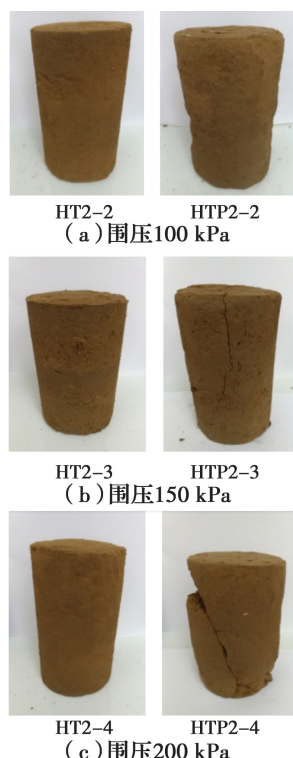 HT2-2 HTP2-2
(a)围压100 kPa
HT2-3 HTP2-3
(b)围压150 kPa
HT2-4 HTP2-4
(c)围压200 kPa